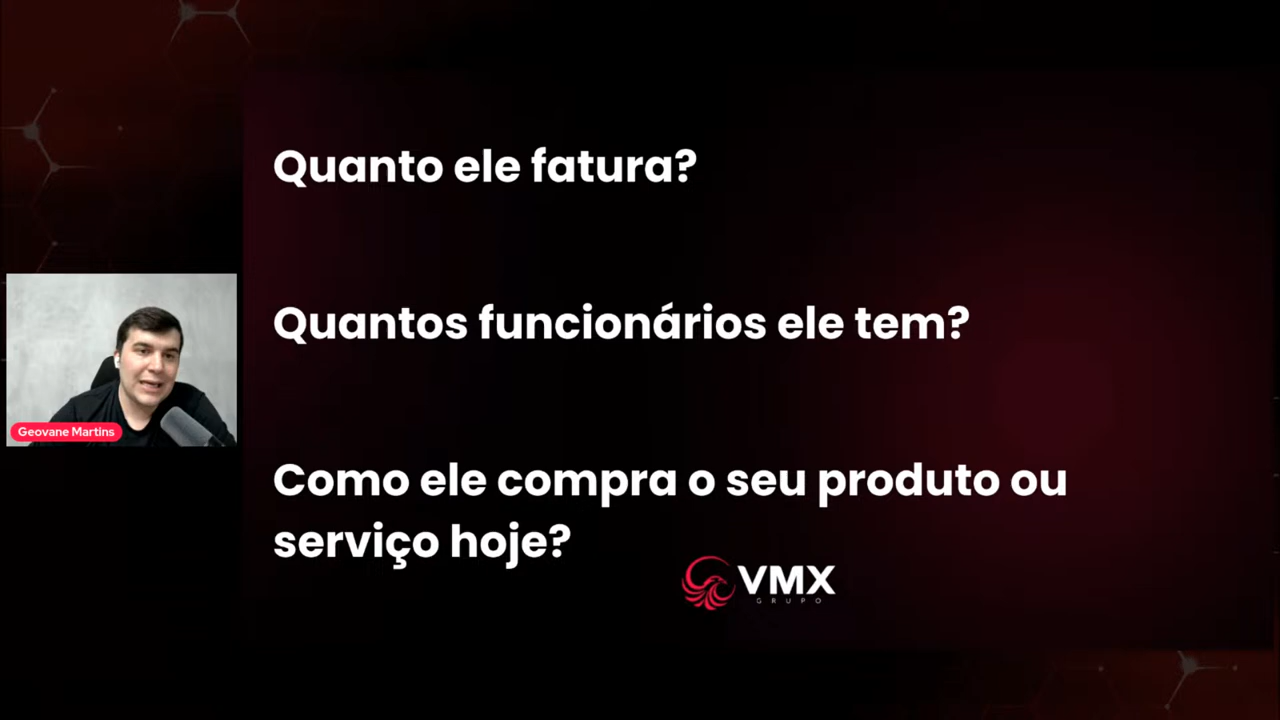 Quanto ele fatura?
Quantos funcionários ele tem?
Geovane Martins
Como ele compra o seu produto ou
serviço hoje?
VMX
GRUPO